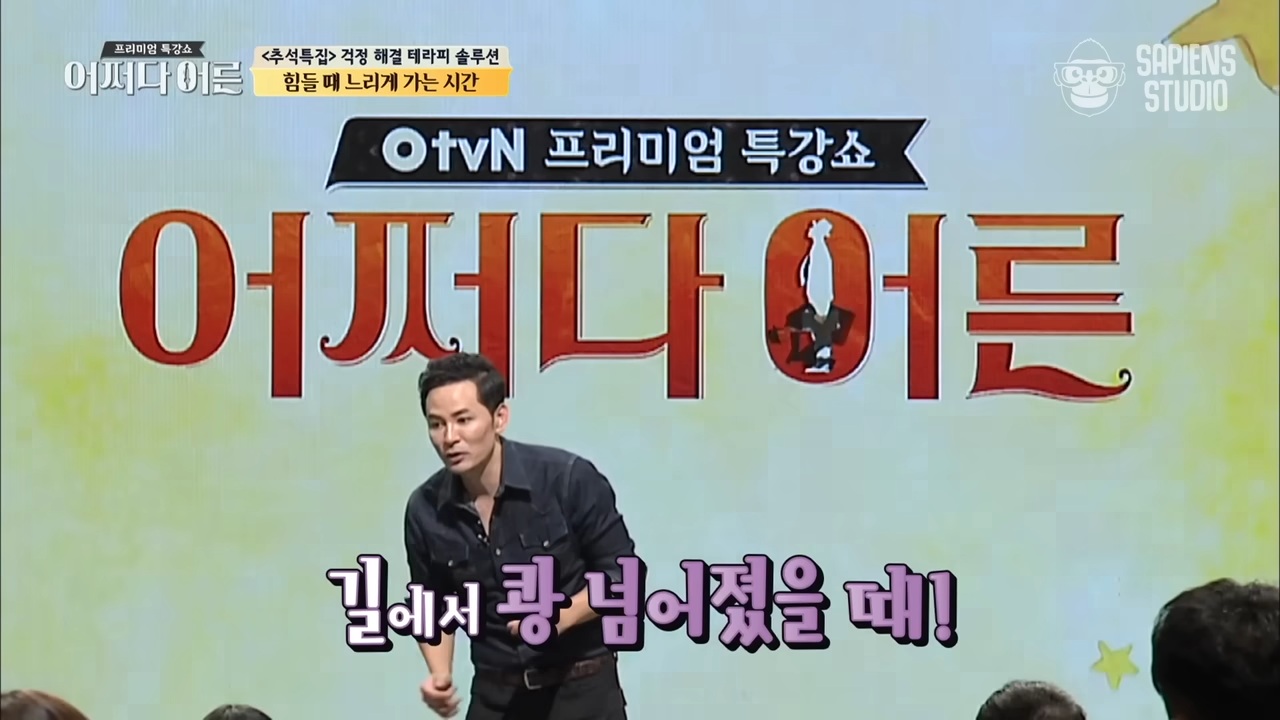 프리미엄 특강쇼
어쩌다 어른
<추석특집> 걱정 해결 테라피 솔루션
힘들 때 느리게 가는 시간
SAPIENS
STUDIO
OtvN 프리미엄 특강쇼
어쩌다 어른
길에서 쾅 넘어졌을 때!